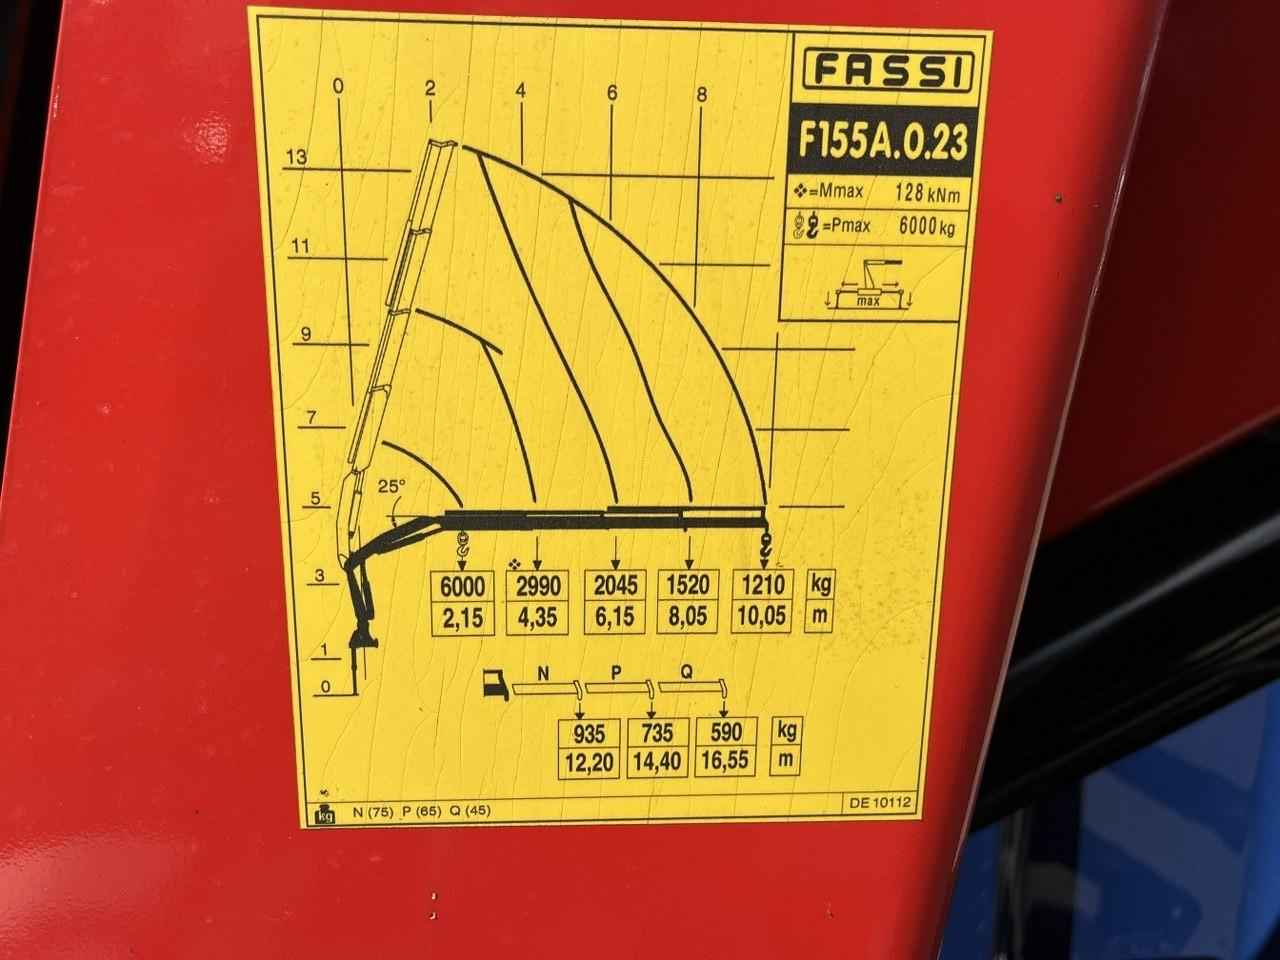 FASSI
F155A.0.23
=Mmax 128 kNm
=Pmax 6000 kg
max
0 2 4 6 8
13
11
9
7
5
3
1
0
25°
6000 2990 2045 1520 1210 kg
2,15 4,35 6,15 8,05 10,05 m
N P Q
935 735 590 kg
12,20 14,40 16,55 m
kg N (75) P (65) Q (45) DE 10112